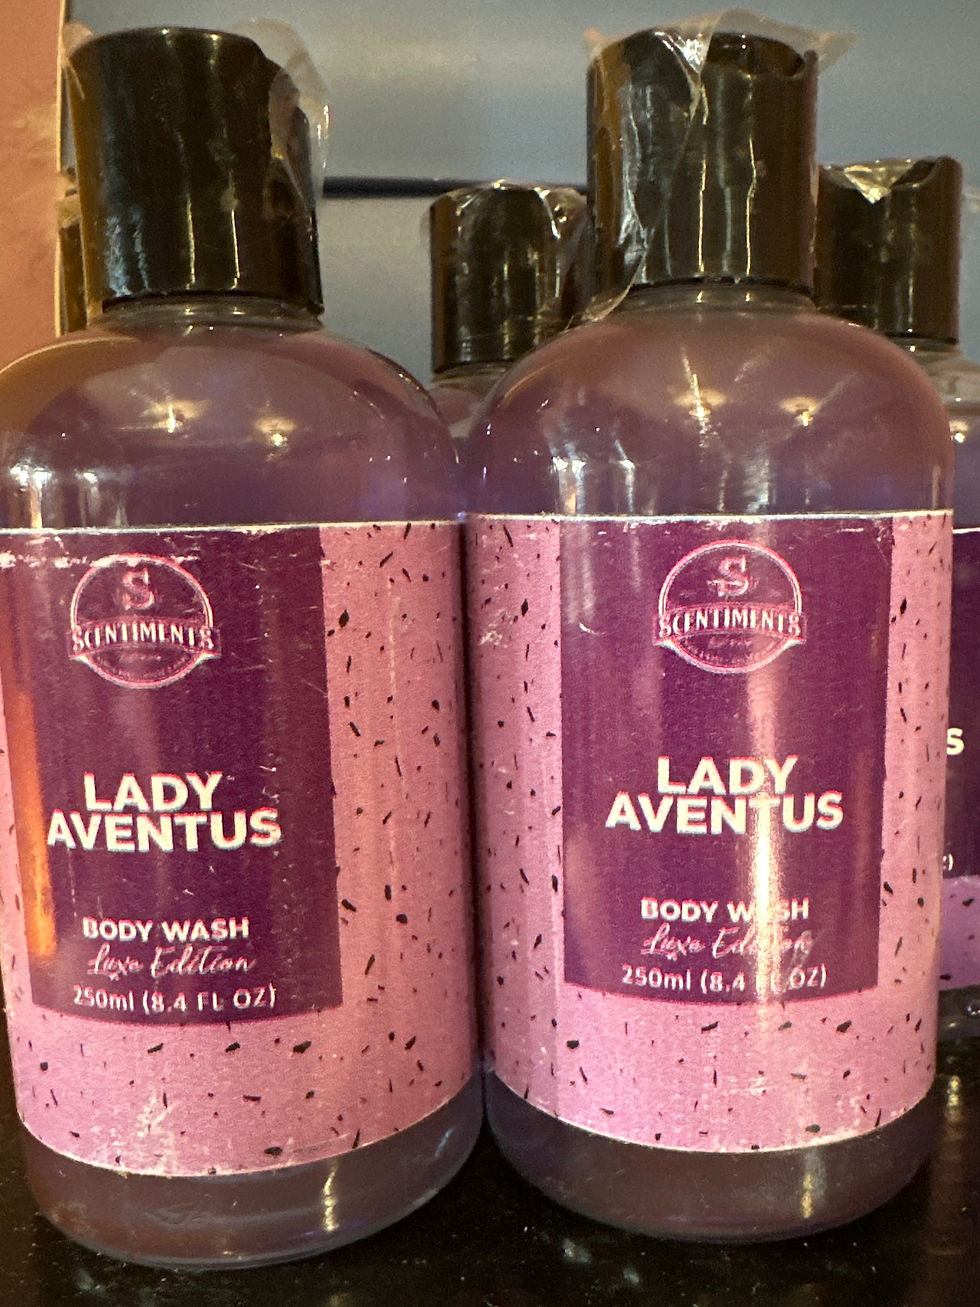 S
SCENTIMENTS
LADY
AVENTUS
BODY WASH
Luxe Edition
250ml (8.4 FL OZ)
S
SCENTIMENTS
LADY
AVENTUS
BODY WASH
Luxe Edition
250ml (8.4 FL OZ)
S